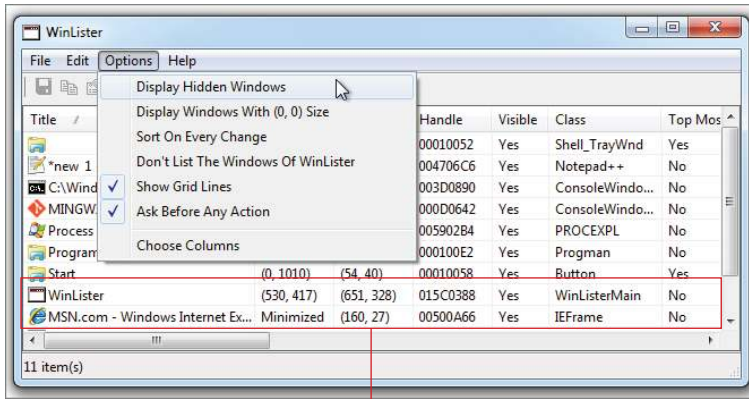 WinLister
File Edit Options Help
Display Hidden Windows
Display Windows With (0, 0) Size
Sort On Every Change
Don't List The Windows Of WinLister
Show Grid Lines
Ask Before Any Action
Choose Columns
Title Handle Visible Class Top Mos
00010052 Yes Shell_TrayWnd Yes
*new 1 004706C6 Yes Notepad++ No
C:\Wind 003D0890 Yes ConsoleWindo... No
MINGW 000D0642 Yes ConsoleWindo... No
Process 005902B4 Yes PROCEXPL No
Program 000100E2 Yes Progman No
Start (0, 1010) (54, 40) 00010058 Yes Button Yes
WinLister (530, 417) (651, 328) 015C0388 Yes WinListerMain No
MSN.com - Windows Internet Ex... Minimized (160, 27) 00500A66 Yes IEFrame No
11 item(s)